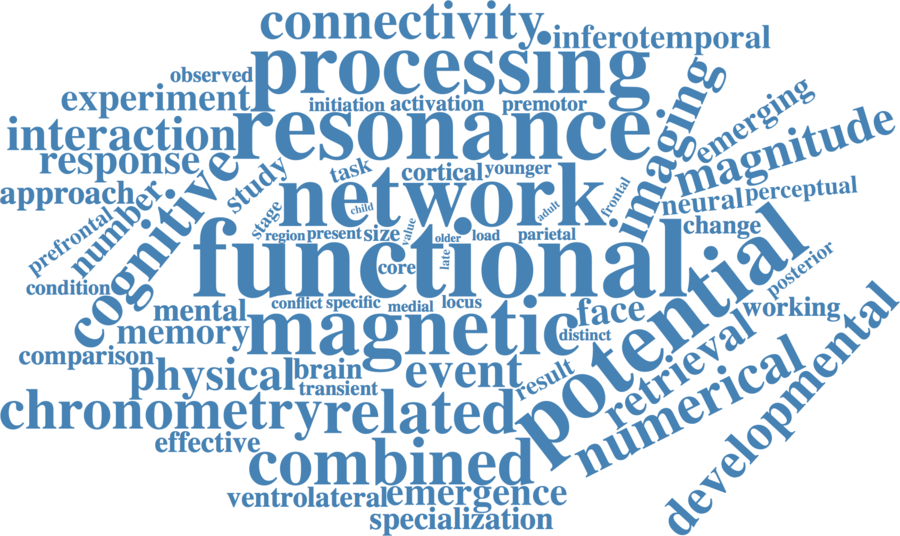 connectivity
inferotemporal
processing
observed
experiment
initiation
activation
premotor
imaging
emerging
interaction
resonance
magnitude
response
cognitive
study
task
cortical
younger
approach
number
network
frontal
neural
perceptual
prefrontal
stage
child
adult
change
region
present
size
value
older
load
parietal
functional
core
late
posterior
condition
potential
mental
conflict
specific
medial
locus
face
working
developmental
memory
magnetic
distinct
comparison
physical
brain
transient
event
result
retrieval
numerical
chronometry
related
effective
combined
ventrolateral
emergence
specialization